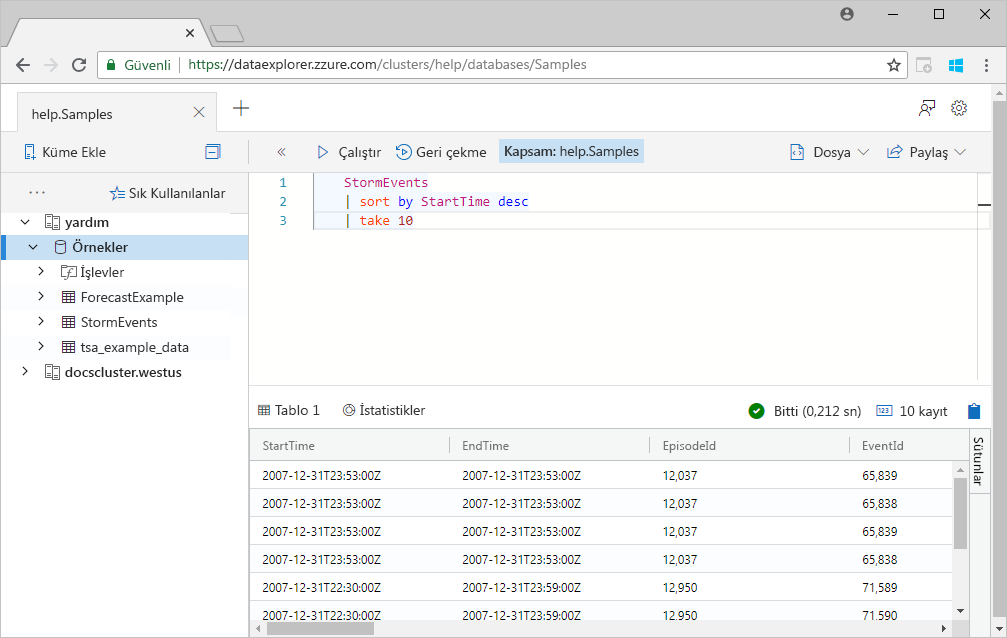 Güvenli https://dataexplorer.zzure.com/clusters/help/databases/Samples
help.Samples
Küme Ekle
Çalıştır Geri çekme Kapsam: help.Samples Dosya Paylaş
Sık Kullanılanlar
yardım
Örnekler
İşlevler
ForecastExample
StormEvents
tsa_example_data
docscluster.westus
1 StormEvents
2 | sort by StartTime desc
3 | take 10
Tablo 1 İstatistikler Bitti (0,212 sn) 123 10 kayıt
StartTime EndTime EpisodeId EventId
2007-12-31T23:53:00Z 2007-12-31T23:53:00Z 12,037 65,839
2007-12-31T23:53:00Z 2007-12-31T23:53:00Z 12,037 65,838
2007-12-31T23:53:00Z 2007-12-31T23:53:00Z 12,037 65,839
2007-12-31T23:53:00Z 2007-12-31T23:53:00Z 12,037 65,838
2007-12-31T22:30:00Z 2007-12-31T23:59:00Z 12,950 71,589
2007-12-31T22:30:00Z 2007-12-31T23:59:00Z 12,950 71,590
Sütunlar